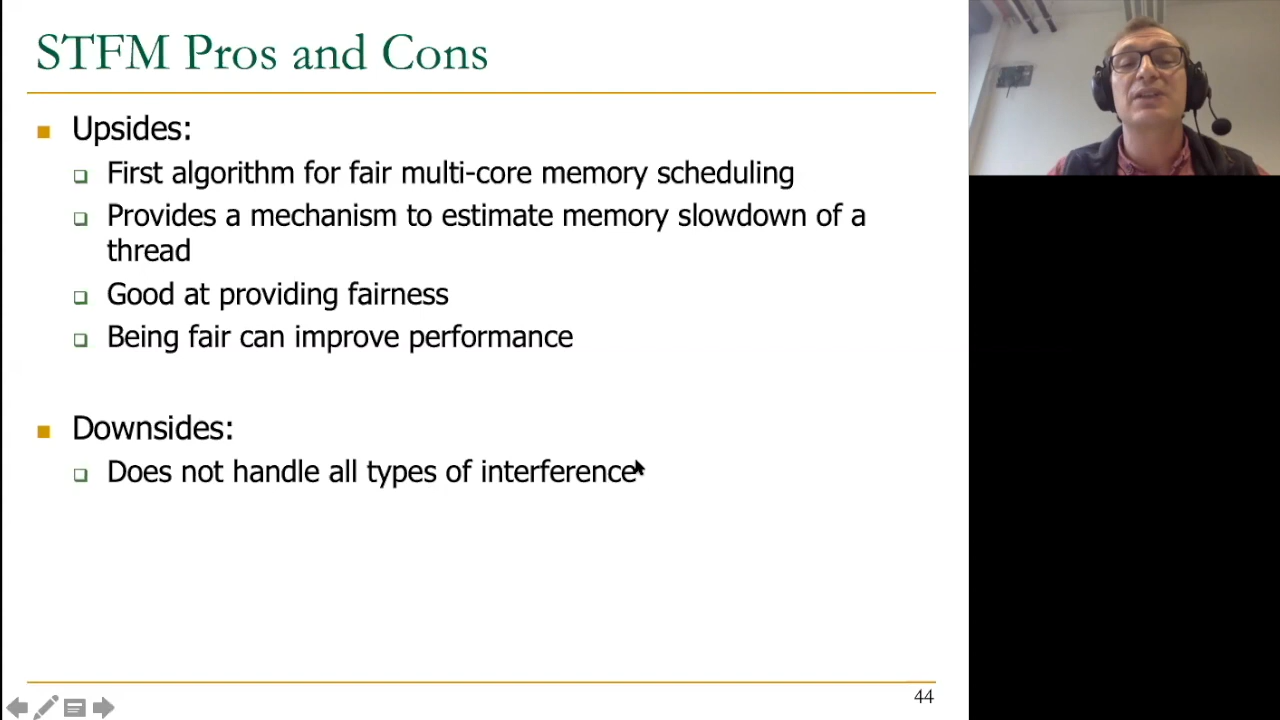 STFM Pros and Cons
Upsides:
First algorithm for fair multi-core memory scheduling
Provides a mechanism to estimate memory slowdown of a
thread
Good at providing fairness
Being fair can improve performance
Downsides:
Does not handle all types of interference
44